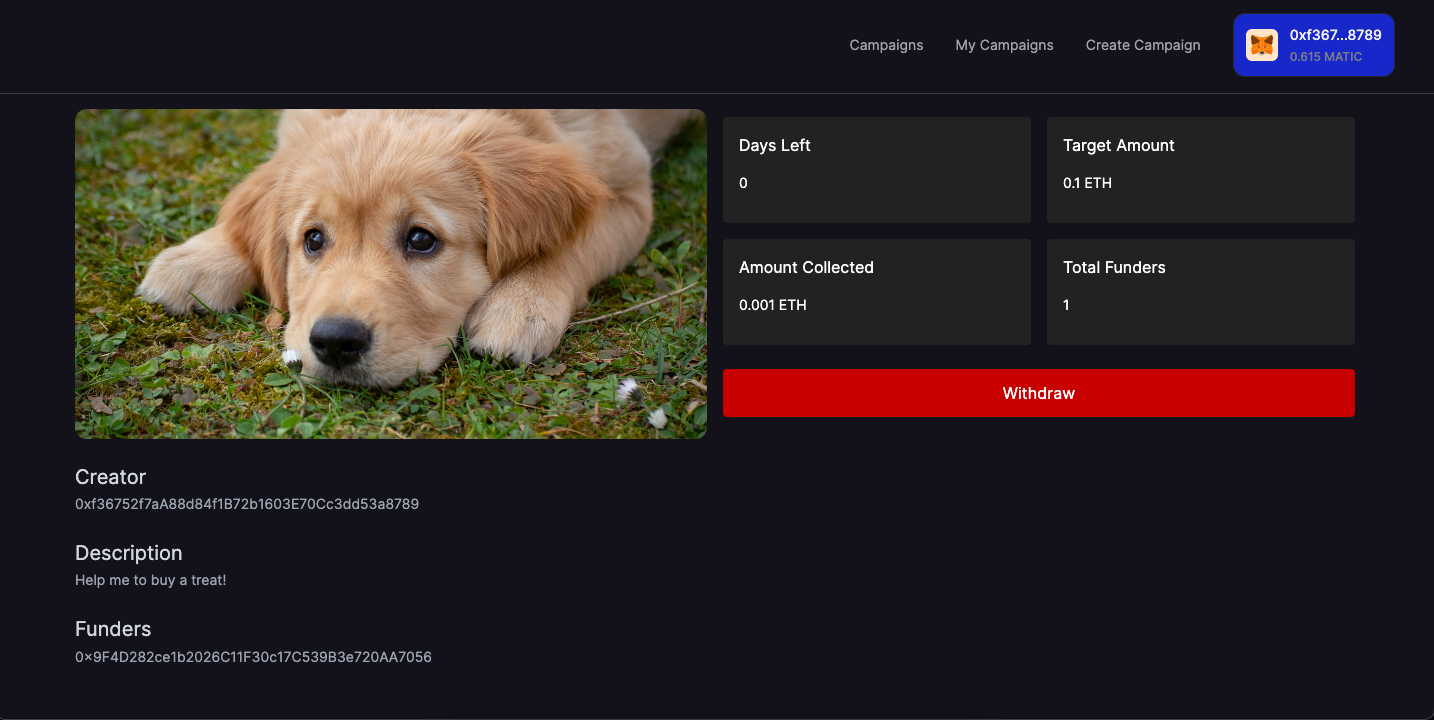 Campaigns
My Campaigns
Create Campaign
0xf367...8789
0.615 MATIC
Days Left
0
Target Amount
0.1 ETH
Amount Collected
0.001 ETH
Total Funders
1
Withdraw
Creator
0xf36752f7aA88d84f1B72b1603E70Cc3dd53a8789
Description
Help me to buy a treat!
Funders
0×9F4D282ce1b2026C11F30c17C539B3e720AA7056